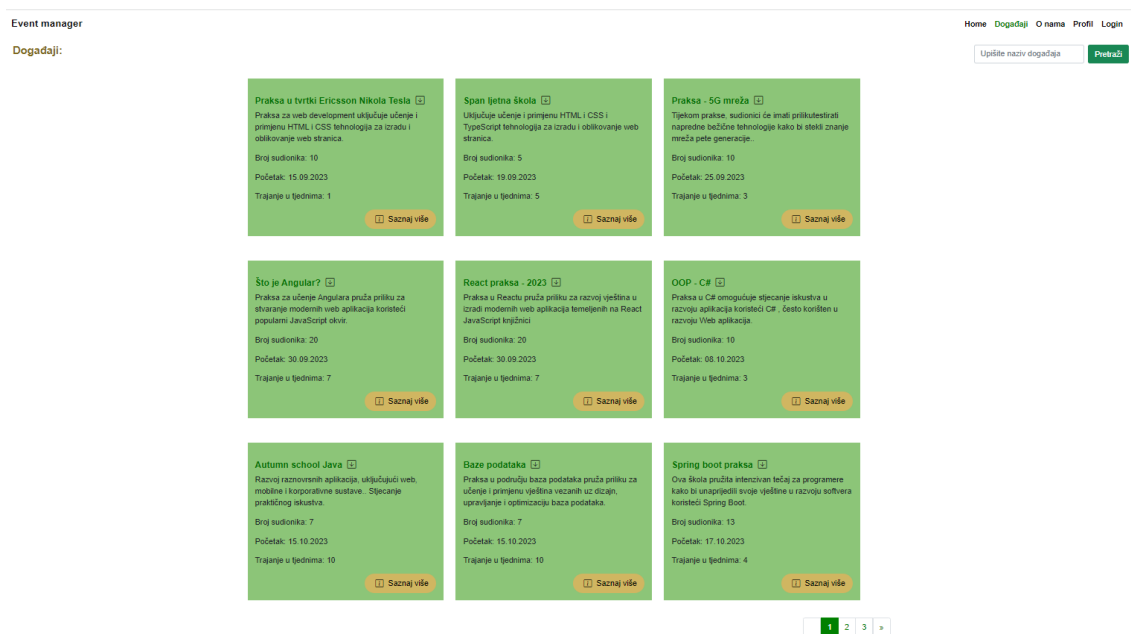 Event manager
Home Događaji O nama Profil Login
Događaji:
Upišite naziv događaja
Pretraži
Praksa u tvrtki Ericsson Nikola Tesla
Praksa za web development uključuje učenje i
primjenu HTML i CSS tehnologija za izradu i
oblikovanje web stranica.
Broj sudionika: 10
Početak: 15.09.2023
Trajanje u tjednima: 1
Saznaj više
Span ljetna škola
Uključuje učenje i primjenu HTML i CSS i
TypeScript tehnologija za izradu i oblikovanje web
stranica.
Broj sudionika: 5
Početak: 19.09.2023
Trajanje u tjednima: 5
Saznaj više
Praksa - 5G mreža
Tijekom prakse, sudionici će imati prilikutestirati
napredne bežične tehnologije kako bi stekli znanje
mreža pete generacije..
Broj sudionika: 10
Početak: 25.09.2023
Trajanje u tjednima: 3
Saznaj više
Što je Angular?
Praksa za učenje Angulara pruža priliku za
stvaranje modernih web aplikacija koristeći
popularni JavaScript okvir.
Broj sudionika: 20
Početak: 30.09.2023
Trajanje u tjednima: 7
Saznaj više
React praksa - 2023
Praksa u Reactu pruža priliku za razvoj vještina u
izradi modernih web aplikacija temeljenih na React
JavaScript knjižnici
Broj sudionika: 20
Početak: 30.09.2023
Trajanje u tjednima: 7
Saznaj više
OOP - C#
Praksa u C# omogućuje stjecanje iskustva u
razvoju aplikacija koristeći C# , često korišten u
razvoju Web aplikacija.
Broj sudionika: 10
Početak: 08.10.2023
Trajanje u tjednima: 3
Saznaj više
Autumn school Java
Razvoj raznovrsnih aplikacija, uključujući web,
mobilne i korporativne sustave.. Stjecanje
praktičnog iskustva.
Broj sudionika: 7
Početak: 15.10.2023
Trajanje u tjednima: 10
Saznaj više
Baze podataka
Praksa u području baza podataka pruža priliku za
učenje i primjenu vještina vezanih uz dizajn,
upravljanje i optimizaciju baza podataka.
Broj sudionika: 7
Početak: 15.10.2023
Trajanje u tjednima: 10
Saznaj više
Spring boot praksa
Ova škola pružita intenzivan tečaj za programere
kako bi unaprijedili svoje vještine u razvoju softvera
koristeći Spring Boot.
Broj sudionika: 13
Početak: 17.10.2023
Trajanje u tjednima: 4
Saznaj više
1 2 3 »